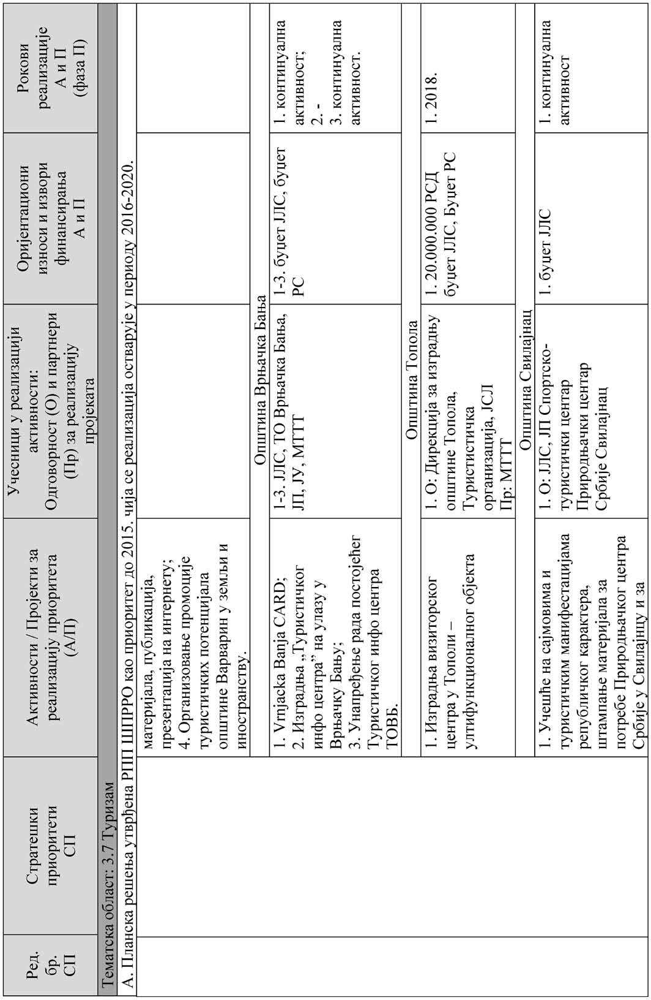 Ред.
бр.
СП
Стратешки
приоритети
СП
Активности / Пројекти за
реализацију приоритета
(А/П)
Учесници у реализацији
активности:
Одговорност (О) и партнери
(Пр) за реализацију
пројеката
Оријентациони
износи и извори
финансирања
А и П
Рокови
реализације
А и П
(фаза П)
Тематска област: 3.7 Туризам
А. Планска решења утврђена РПП ШПРРО као приоритет до 2015. чија се реализација остварује у периоду 2016-2020.
материјала, публикација,
презентација на интернету;
4. Организовање промоције
туристичких потенцијала
општине Варварин у земљи и
иностранству.
Општина Врњачка Бања
1. Vrnjacka Banja CARD;
2. Изградња „Туристичког
инфо центра” на улазу у
Врњачку Бању;
3. Унапређење рада постојећег
Туристичког инфо центра
ТОВБ.
1-3. ЈЛС, ТО Врњачка Бања,
ЈП, ЈУ, МТТТ
1-3. буџет ЈЛС, буџет
РС
1. континуална
активност;
2. -
3. континуална
активност.
Општина Топола
1. Изградња визиторског
центра у Тополи –
ултифункционалног објекта
1. О: Дирекција за изградњу
општине Топола,
Туристистичка
организација, ЈСЛ
Пр: МТТТ
1. 20.000.000 РСД
буџет ЈЛС, Буџет РС
1. 2018.
Општина Свилајнац
1. Учешће на сајмовима и
туристичким манифестацијама
републичког карактера,
штампање материјала за
потребе Природњачког центра
Србије у Свилајнцу и за
1. О: ЈЛС, ЈП Спортско-
туристички центар
Природњачки центар
Србије Свилајнац
1. буџет ЈЛС
1. континуална
активност